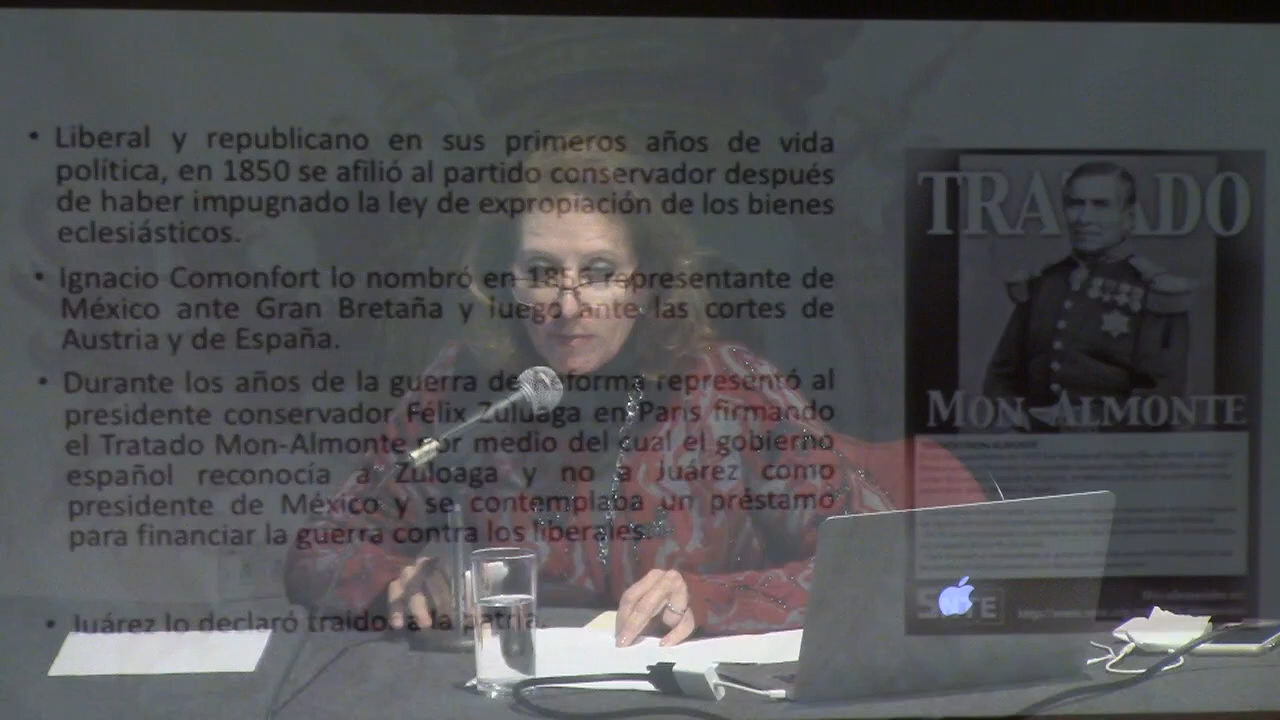 • Liberal y republicano en sus primeros años de vida
política, en 1850 se afilió al partido conservador después
de haber impugnado la ley de expropiación de los bienes
eclesiásticos.
• Ignacio Comonfort lo nombró en representante de
México ante Gran Bretaña y luego ante las cortes de
Austria y de España.
• Durante los años de la guerra de Reforma representó al
presidente conservador Félix Zuluaga en París firmando
el Tratado Mon-Almonte por medio del cual el gobierno
español reconocía a Zuloaga y no a Juárez como
presidente de México y se contemplaba un préstamo
para financiar la guerra contra los liberales.
• Juárez lo declaró traidor a la patria.
TRATADO
MON-ALMONTE